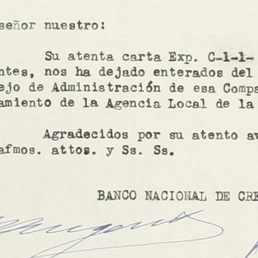 señor nuestro:
Su atenta carta Exp. C-1-1
ntes, nos ha dejado enterados del
ejo de Administración de esa Compa
amiento de la Agencia Local de la
Agradecidos por su atento av
afmos. attos. y Ss. Ss.
BANCO NACIONAL DE CRE